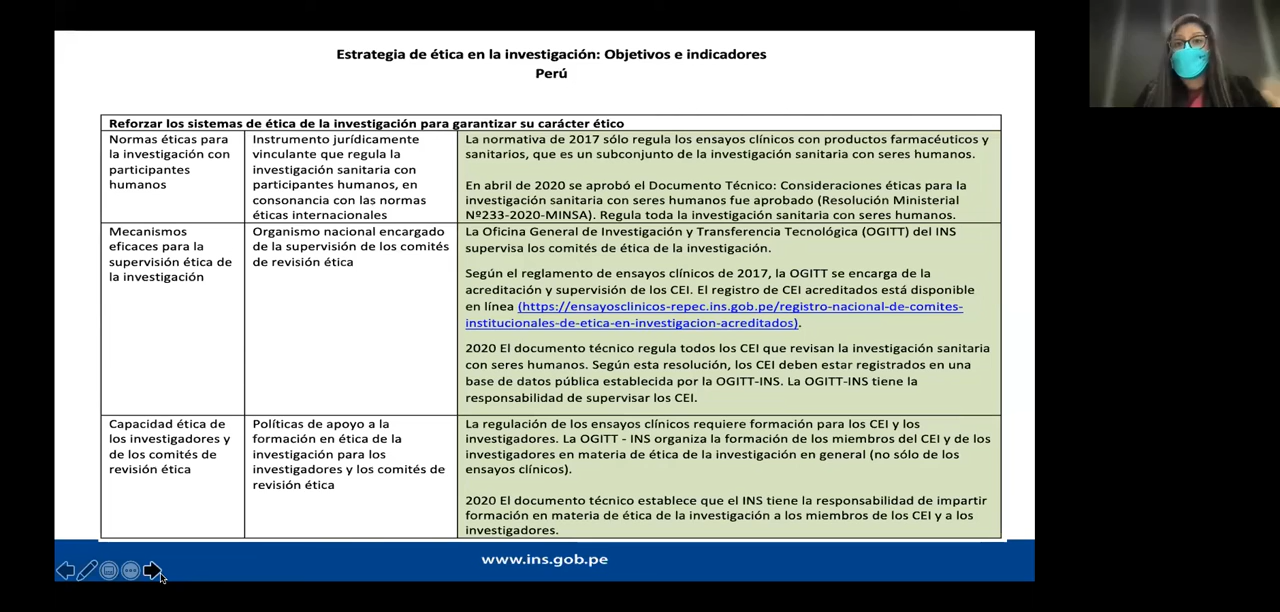 Estrategia de ética en la investigación: Objetivos e indicadores
Perú
Reforzar los sistemas de ética de la investigación para garantizar su carácter ético
Normas éticas para
la investigación con
participantes
humanos
Instrumento jurídicamente
vinculante que regula la
investigación sanitaria con
participantes humanos, en
consonancia con las normas
éticas internacionales
La normativa de 2017 sólo regula los ensayos clínicos con productos farmacéuticos y
sanitarios, que es un subconjunto de la investigación sanitaria con seres humanos.
En abril de 2020 se aprobó el Documento Técnico: Consideraciones éticas para la
investigación sanitaria con seres humanos fue aprobado (Resolución Ministerial
Nº233-2020-MINSA). Regula toda la investigación sanitaria con seres humanos.
Mecanismos
eficaces para la
supervisión ética de
la investigación
Organismo nacional encargado
de la supervisión de los comités
de revisión ética
La Oficina General de Investigación y Transferencia Tecnológica (OGITT) del INS
supervisa los comités de ética de la investigación.
Según el reglamento de ensayos clínicos de 2017, la OGITT se encarga de la
acreditación y supervisión de los CEI. El registro de CEI acreditados está disponible
en línea (https://ensayosclinicos-repec.ins.gob.pe/registro-nacional-de-comites-
institucionales-de-etica-en-investigacion-acreditados).
2020 El documento técnico regula todos los CEI que revisan la investigación sanitaria
con seres humanos. Según esta resolución, los CEI deben estar registrados en una
base de datos pública establecida por la OGITT-INS. La OGITT-INS tiene la
responsabilidad de supervisar los CEI.
Capacidad ética de
los investigadores y
de los comités de
revisión ética
Políticas de apoyo a la
formación en ética de la
investigación para los
investigadores y los comités de
revisión ética
La regulación de los ensayos clínicos requiere formación para los CEI y los
investigadores. La OGITT - INS organiza la formación de los miembros del CEI y de los
investigadores en materia de ética de la investigación en general (no sólo de los
ensayos clínicos).
2020 El documento técnico establece que el INS tiene la responsabilidad de impartir
formación en materia de ética de la investigación a los miembros de los CEI y a los
investigadores.
www.ins.gob.pe